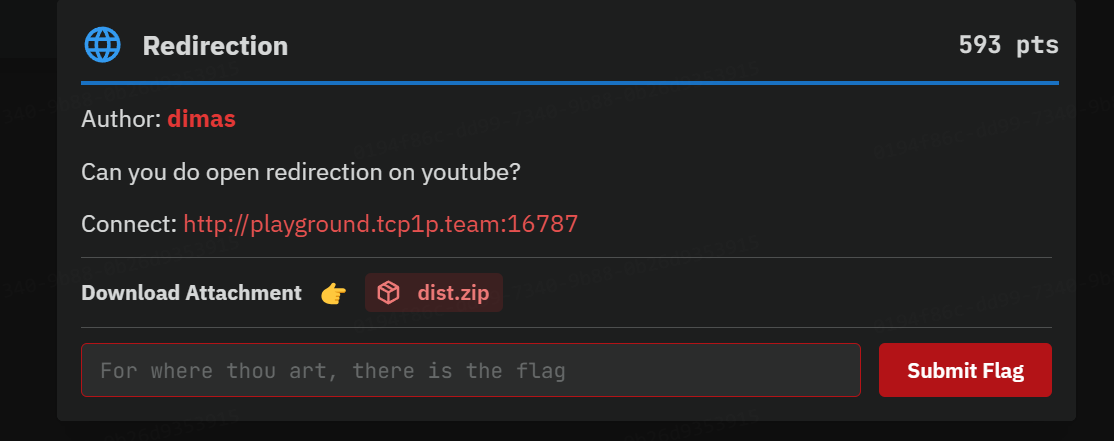 Redirection 593 pts
Author: dimas
Can you do open redirection on youtube?
Connect: http://playground.tcp1p.team:16787
Download Attachment 👉 dist.zip
For where thou art, there is the flag Submit Flag